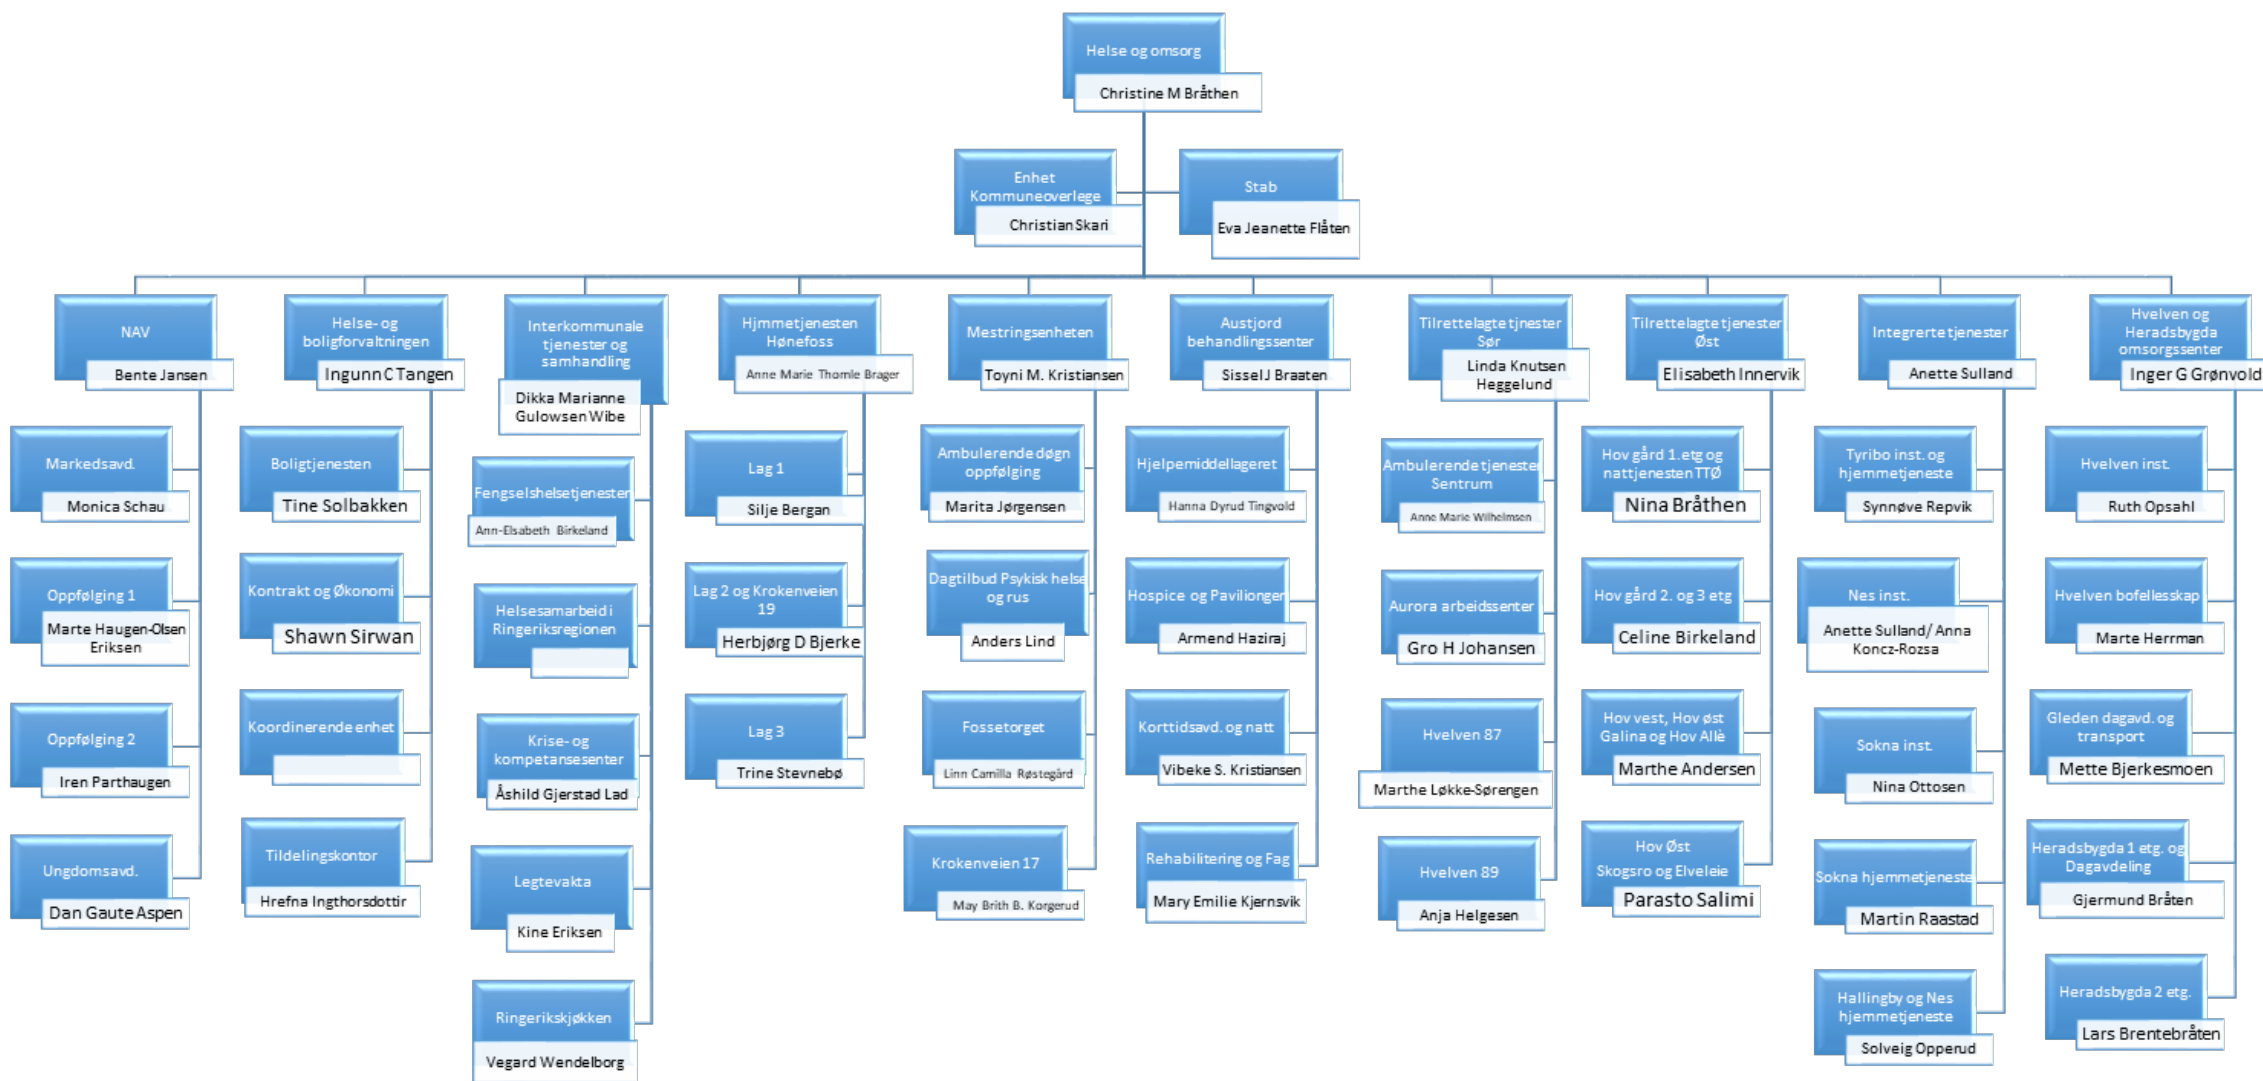 Helse og omsorg
Christine M Bråthen
Enhet
Kommuneoverlege
Christian Skari
Stab
Eva Jeanette Flåten
NAV
Bente Jansen
Markedsavd.
Monica Schau
Oppfølging 1
Marte Haugen-Olsen
Eriksen
Oppfølging 2
Iren Parthaugen
Ungdomsavd.
Dan Gaute Aspen
Helse- og
boligforvaltningen
Ingunn C Tangen
Boligtjenesten
Tine Solbakken
Kontrakt og Økonomi
Shawn Sirwan
Koordinerende enhet
Tildelingskontor
Hrefna Ingthorsdottir
Interkommunale
tjenester og
samhandling
Dikka Marianne
Gulowsen Wibe
Fengselshelsetjenester
Ann-Elsabeth Birkeland
Helsesamarbeid i
Ringeriksregionen
Krise- og
kompetansesenter
Åshild Gjerstad Lad
Legtevakta
Kine Eriksen
Ringerikskjøkken
Vegard Wendelborg
Hjmmetjenesten
Hønefoss
Anne Marie Thomle Brager
Lag 1
Silje Bergan
Lag 2 og Krokenveien
19
Herbjørg D Bjerke
Lag 3
Trine Stevnebø
Mestringsenheten
Toyni M. Kristiansen
Ambulerende døgn
oppfølging
Marita Jørgensen
Dagtilbud Psykisk helse
og rus
Anders Lind
Fossetorget
Linn Camilla Røstegård
Krokenveien 17
May Brith B. Korgerud
Austjord
behandlingssenter
Sissel J Braaten
Hjelpemiddellageret
Hanna Dyrud Tingvold
Hospice og Pavilionger
Armend Haziraj
Korttidsavd. og natt
Vibeke S. Kristiansen
Rehabilitering og Fag
Mary Emilie Kjernsvik
Tilrettelagte tjnester
Sør
Linda Knutsen
Heggelund
Ambulerende tjenester
Sentrum
Anne Marie Wilhelmsen
Aurora arbeidssenter
Gro H Johansen
Hvelven 87
Marthe Løkke-Sørengen
Hvelven 89
Anja Helgesen
Tilrettelagte tjenester
Øst
Elisabeth Innervik
Hov gård 1.etg og
nattjenesten TTØ
Nina Bråthen
Hov gård 2. og 3 etg
Celine Birkeland
Hov vest, Hov øst
Galina og Hov Allè
Marthe Andersen
Hov Øst
Skogsro og Elveleie
Parasto Salimi
Integrerte tjenester
Anette Sulland
Tyribo inst. og
hjemmetjeneste
Synnøve Repvik
Nes inst.
Anette Sulland/ Anna
Koncz-Rozsa
Sokna inst.
Nina Ottosen
Sokna hjemmetjeneste
Martin Raastad
Hallingby og Nes
hjemmetjeneste
Solveig Opperud
Hvelven og
Heradsbygda
omsorgssenter
Inger G Grønvold
Hvelven inst.
Ruth Opsahl
Hvelven bofellesskap
Marte Herrman
Gleden dagavd. og
transport
Mette Bjerkesmoen
Heradsbygda 1 etg. og
Dagavdeling
Gjermund Bråten
Heradsbygda 2 etg.
Lars Brentebråten